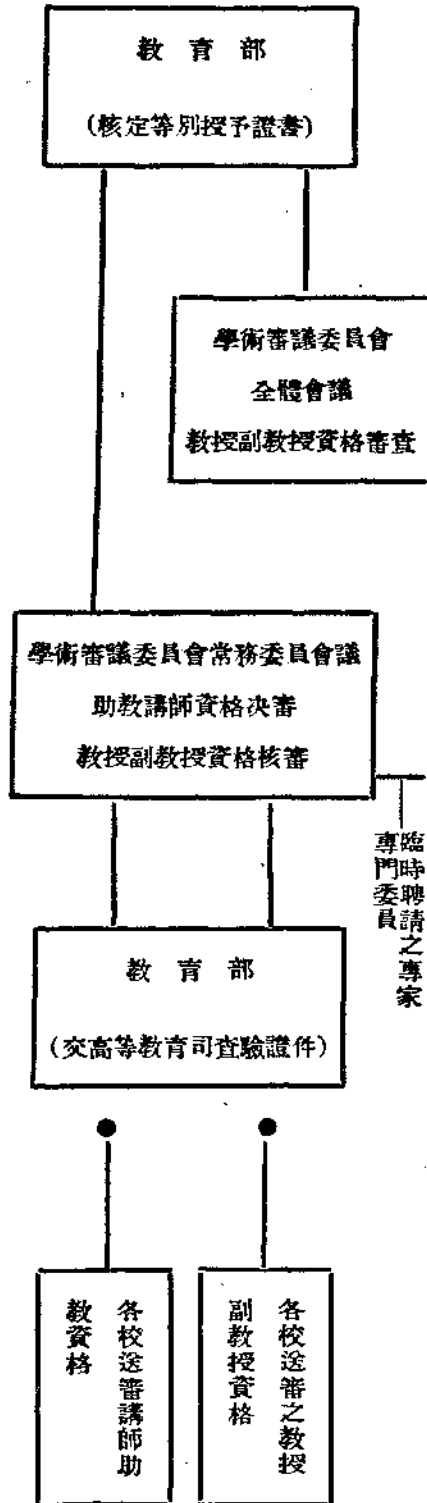 教育部
(核定等別授予證書)
學術審議委員會
全體會議
教授副教授資格審查
學術審議委員會常務委員會議
助教講師資格决審
教授副教授資格核審
臨時聘請之專家
專門委員
教育部
(交高等教育司查驗證件)
各校送審之教授
副教授資格
各校送審講師助
教資格